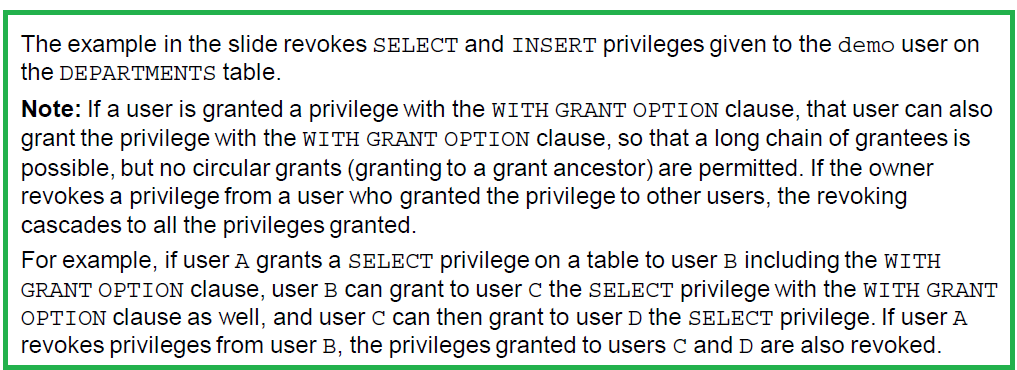 The example in the slide revokes SELECT and INSERT privileges given to the demo user on
the DEPARTMENTS table.
Note: If a user is granted a privilege with the WITH GRANT OPTION clause, that user can also
grant the privilege with the WITH GRANT OPTION clause, so that a long chain of grantees is
possible, but no circular grants (granting to a grant ancestor) are permitted. If the owner
revokes a privilege from a user who granted the privilege to other users, the revoking
cascades to all the privileges granted.
For example, if user A grants a SELECT privilege on a table to user B including the WITH
GRANT OPTION clause, user B can grant to user C the SELECT privilege with the WITH GRANT
OPTION clause as well, and user C can then grant to user D the SELECT privilege. If user A
revokes privileges from user B, the privileges granted to users C and D are also revoked.